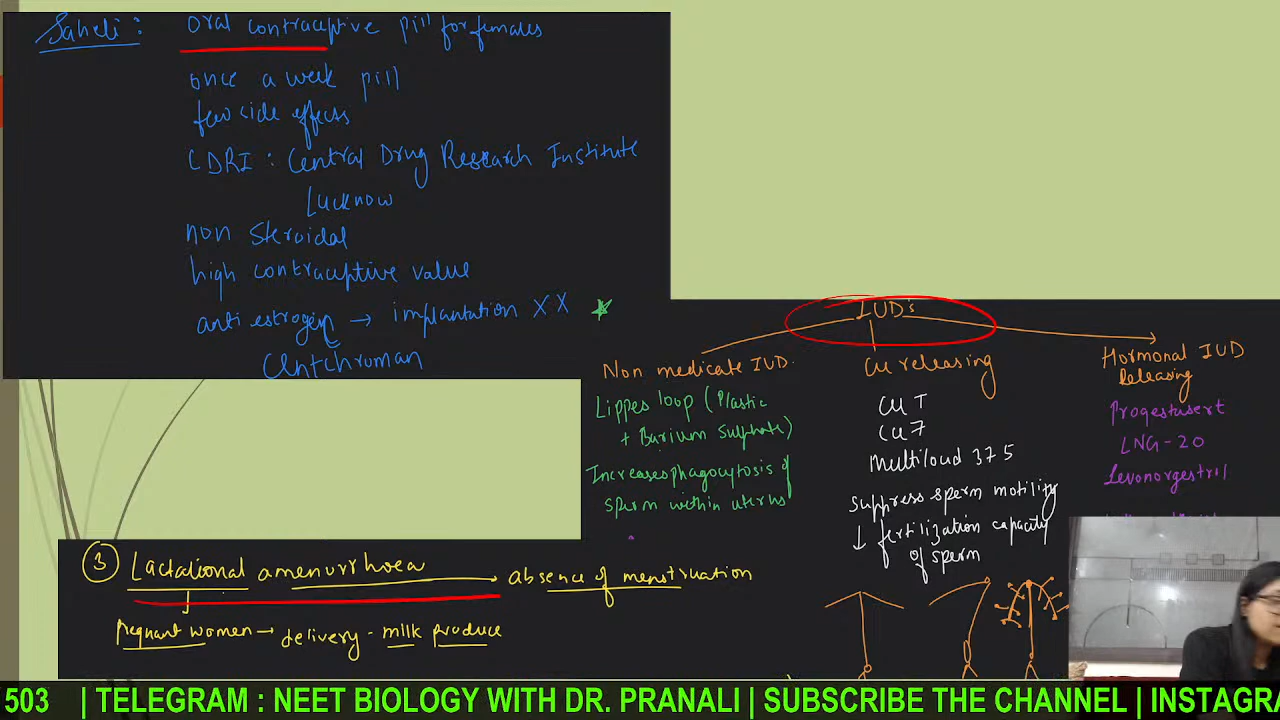 Saheli : oral contraceptive pill for females
once a week pill
few side effects
CDRI : Central Drug Research Institute
Lucknow
non Steroidal
high contraceptive value
anti estrogen → implantation XX
Centchroman
IUDs
Non medicate IUD.
Lippes loop (Plastic
+ Barium Sulphate)
Increases phagocytosis of
sperm within uterus
Cu releasing
Cu T
Cu 7
Multiload 375
suppress sperm motility
↓ fertilization capacity
of sperm
Hormonal IUD
Releasing
Progestasert
LNG-20
Levonorgestrol
③ Lactational amenurrhoea → absence of menstruation
pregnant women → delivery - milk produce
503 | TELEGRAM : NEET BIOLOGY WITH DR. PRANALI | SUBSCRIBE THE CHANNEL | INSTAGRA